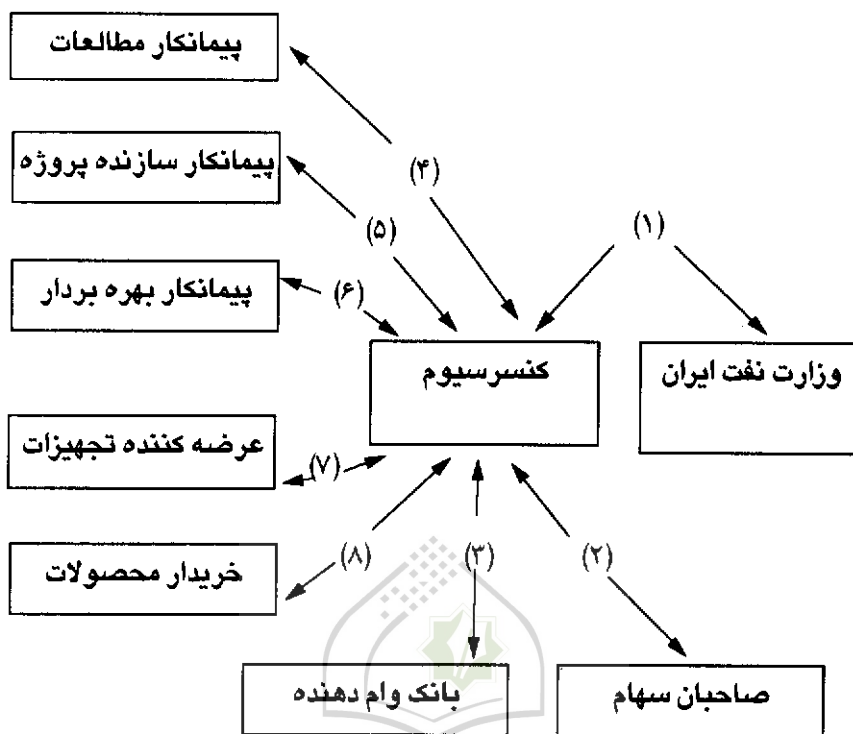 پیمانکار مطالعات
(۴)
پیمانکار سازنده پروژه
(۵)
(۱)
پیمانکار بهره بردار
(۶)
کنسرسیوم
وزارت نفت ایران
عرضه کننده تجهیزات
(۷)
خریدار محصولات
(۸)
(۳)
(۲)
بانک وام دهنده
صاحبان سهام